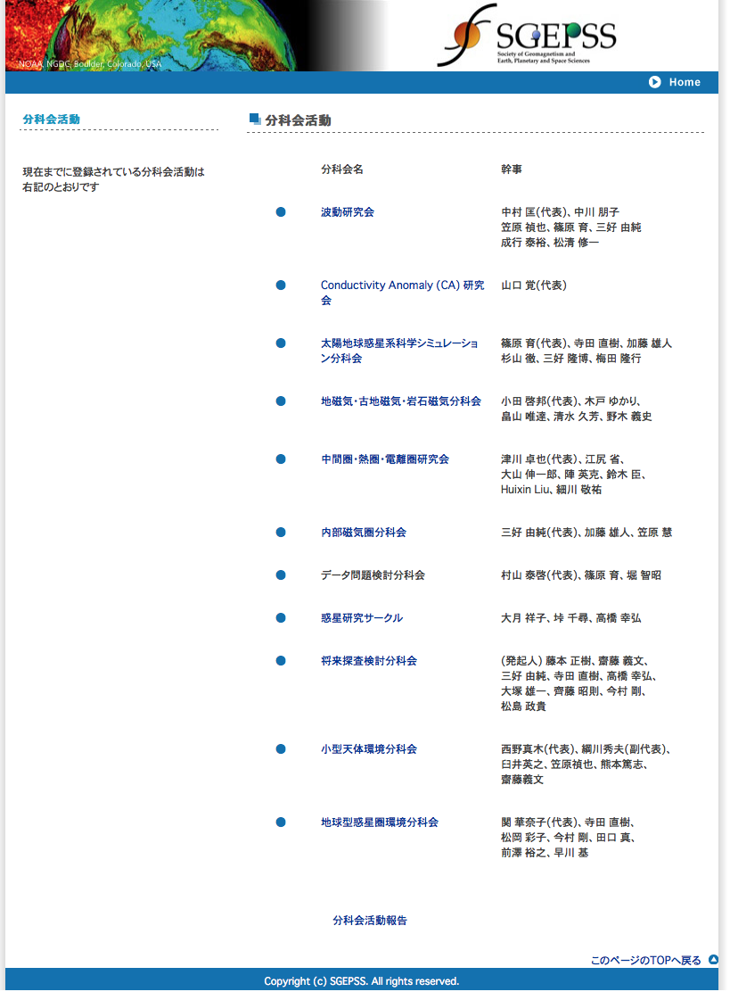 NOAA, NGDC, Boulder, Colorado, USA
SGEPSS
Society of Geomagnetism and
Earth, Planetary and Space Sciences
Home
分科会活動
現在までに登録されている分科会活動は
右記のとおりです
分科会活動
分科会名 幹事
波動研究会
中村 匡(代表)、中川 朋子
笠原 禎也、篠原 育、三好 由純
成行 泰裕、松清 修一
Conductivity Anomaly (CA) 研究
会
山口 覚(代表)
太陽地球惑星系科学シミュレーショ
ン分科会
篠原 育(代表)、寺田 直樹、加藤 雄人
杉山 徹、三好 隆博、梅田 隆行
地磁気・古地磁気・岩石磁気分科会
小田 啓邦(代表)、木戸 ゆかり、
畠山 唯達、清水 久芳、野木 義史
中間圏・熱圏・電離圏研究会
津川 卓也(代表)、江尻 省、
大山 伸一郎、陣 英克、鈴木 臣、
Huixin Liu、細川 敬祐
内部磁気圏分科会
三好 由純(代表)、加藤 雄人、笠原 慧
データ問題検討分科会
村山 泰啓(代表)、篠原 育、堀 智昭
惑星研究サークル
大月 祥子、垰 千尋、高橋 幸弘
将来探査検討分科会
(発起人) 藤本 正樹、齋藤 義文、
三好 由純、寺田 直樹、高橋 幸弘、
大塚 雄一、齊藤 昭則、今村 剛、
松島 政貴
小型天体環境分科会
西野真木(代表)、綱川秀夫(副代表)、
臼井英之、笠原禎也、熊本篤志、
齋藤義文
地球型惑星圏環境分科会
関 華奈子(代表)、寺田 直樹、
松岡 彩子、今村 剛、田口 真、
前澤 裕之、早川 基
分科会活動報告
このページのTOPへ戻る
Copyright (c) SGEPSS. All rights reserved.